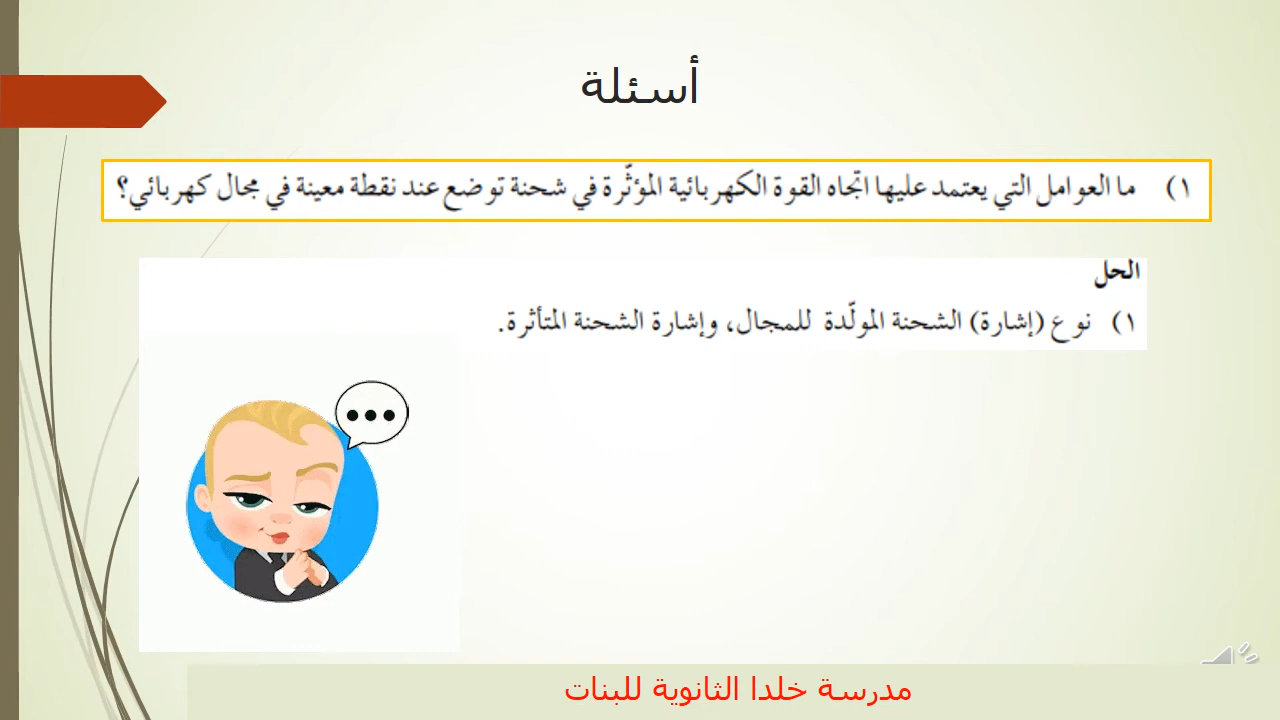 أسئلة
١) ما العوامل التي يعتمد عليها اتجاه القوة الكهربائية المؤثّرة في شحنة توضع عند نقطة معينة في مجال كهربائي؟
الحل
١) نوع (إشارة) الشحنة المولّدة للمجال، وإشارة الشحنة المتأثرة.
مدرسة خلدا الثانوية للبنات